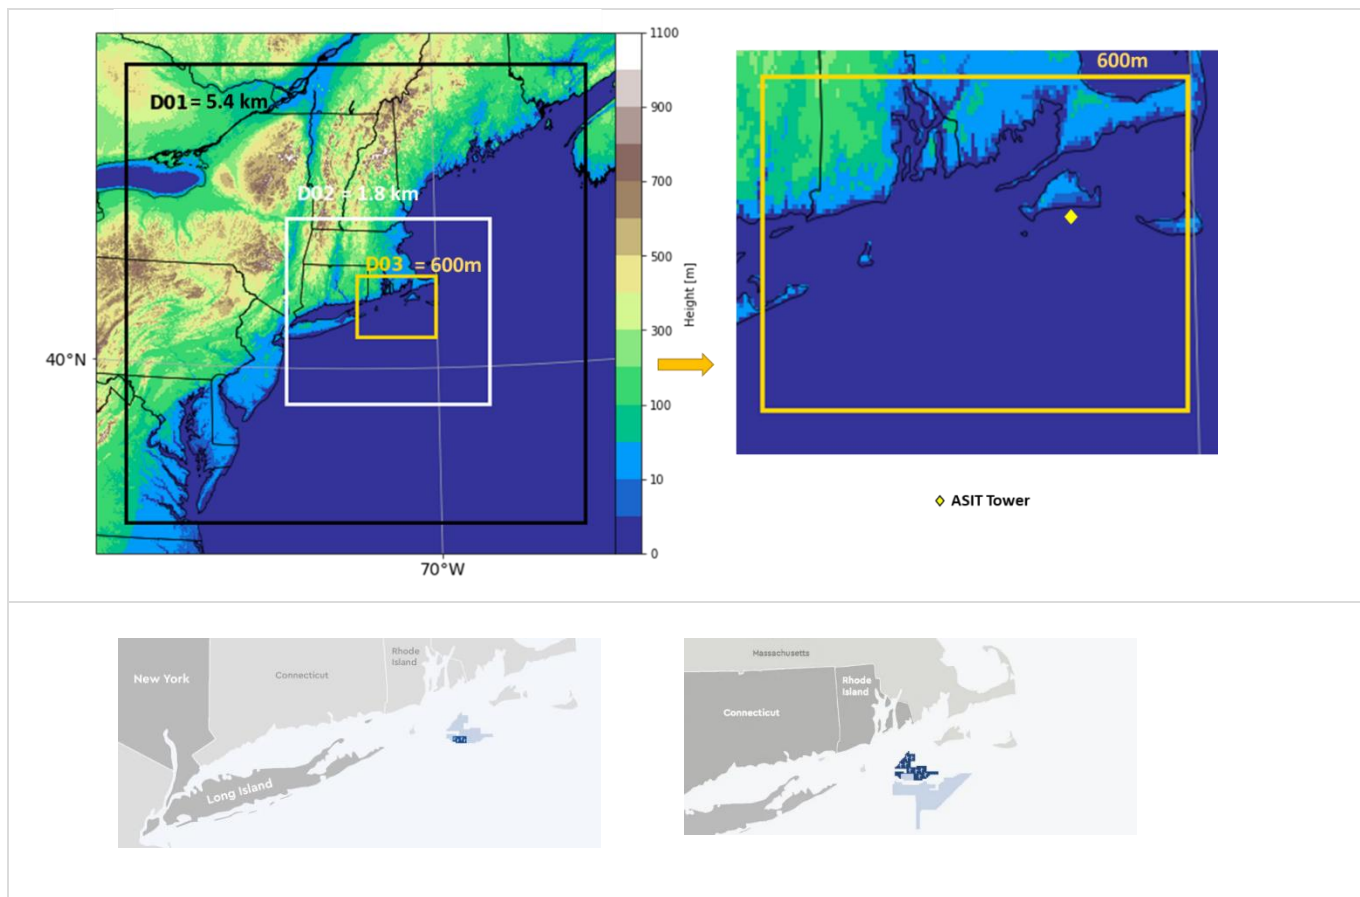 D01 = 5.4 km
D02 = 1.8 km
D03 = 600m
40°N
70°W
1100
900
700
500
300
100
10
0
Height [m]
600m
ASIT Tower
New York
Connecticut
Rhode
Island
Long Island
Massachusetts
Connecticut
Rhode
Island